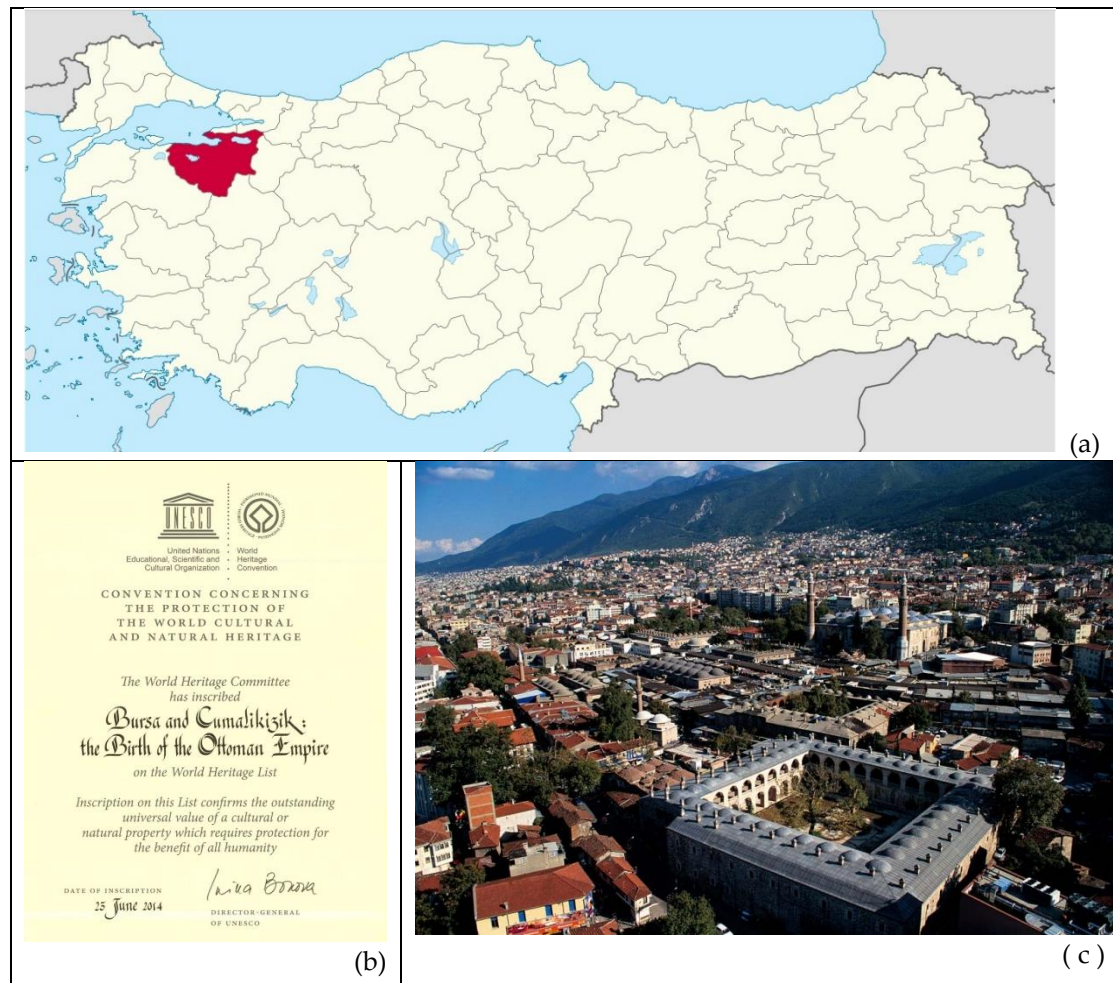 (a)
UNESCO
United Nations
Educational, Scientific and
Cultural Organization
World
Heritage
Convention
CONVENTION CONCERNING
THE PROTECTION OF
THE WORLD CULTURAL
AND NATURAL HERITAGE
The World Heritage Committee
has inscribed
Bursa and Cumalikizik:
the Birth of the Ottoman Empire
on the World Heritage List
Inscription on this List confirms the outstanding
universal value of a cultural or
natural property which requires protection for
the benefit of all humanity
DATE OF INSCRIPTION
25 June 2014
Irina Bokova
DIRECTOR-GENERAL
OF UNESCO
(b)
( c )